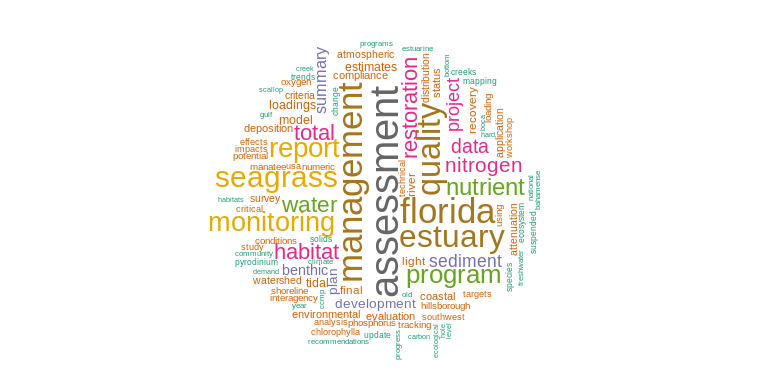 programs
estuarine
atmospheric
summary
creek
trends
estimates
compliance
oxygen
scallop
criteria
loadings
gulf
model
change
deposition
total
effects
impacts
potential
report
manatee
usa
numeric
seagrass
habitats
survey
water
critical
monitoring
conditions
solids
study
community
climate
habitat
pyrodinium
demand
benthic
watershed
tidal
plan
shoreline
final
interagency
ccmp
year
development
environmental
evaluation
analysis
phosphorus
chlorophylla
update
recommendations
management
assessment
restoration
distribution
status
bottom
creeks
mapping
project
recovery
loading
boca
hard
application
workshop
quality
data
nitrogen
technical
river
nutrient
national
bahamense
florida
using
attenuation
ecosystem
suspended
estuary
light
sediment
program
species
freshwater
old
coastal
targets
hillsborough
southwest
tracking
progress
carbon
ecological
hole
level